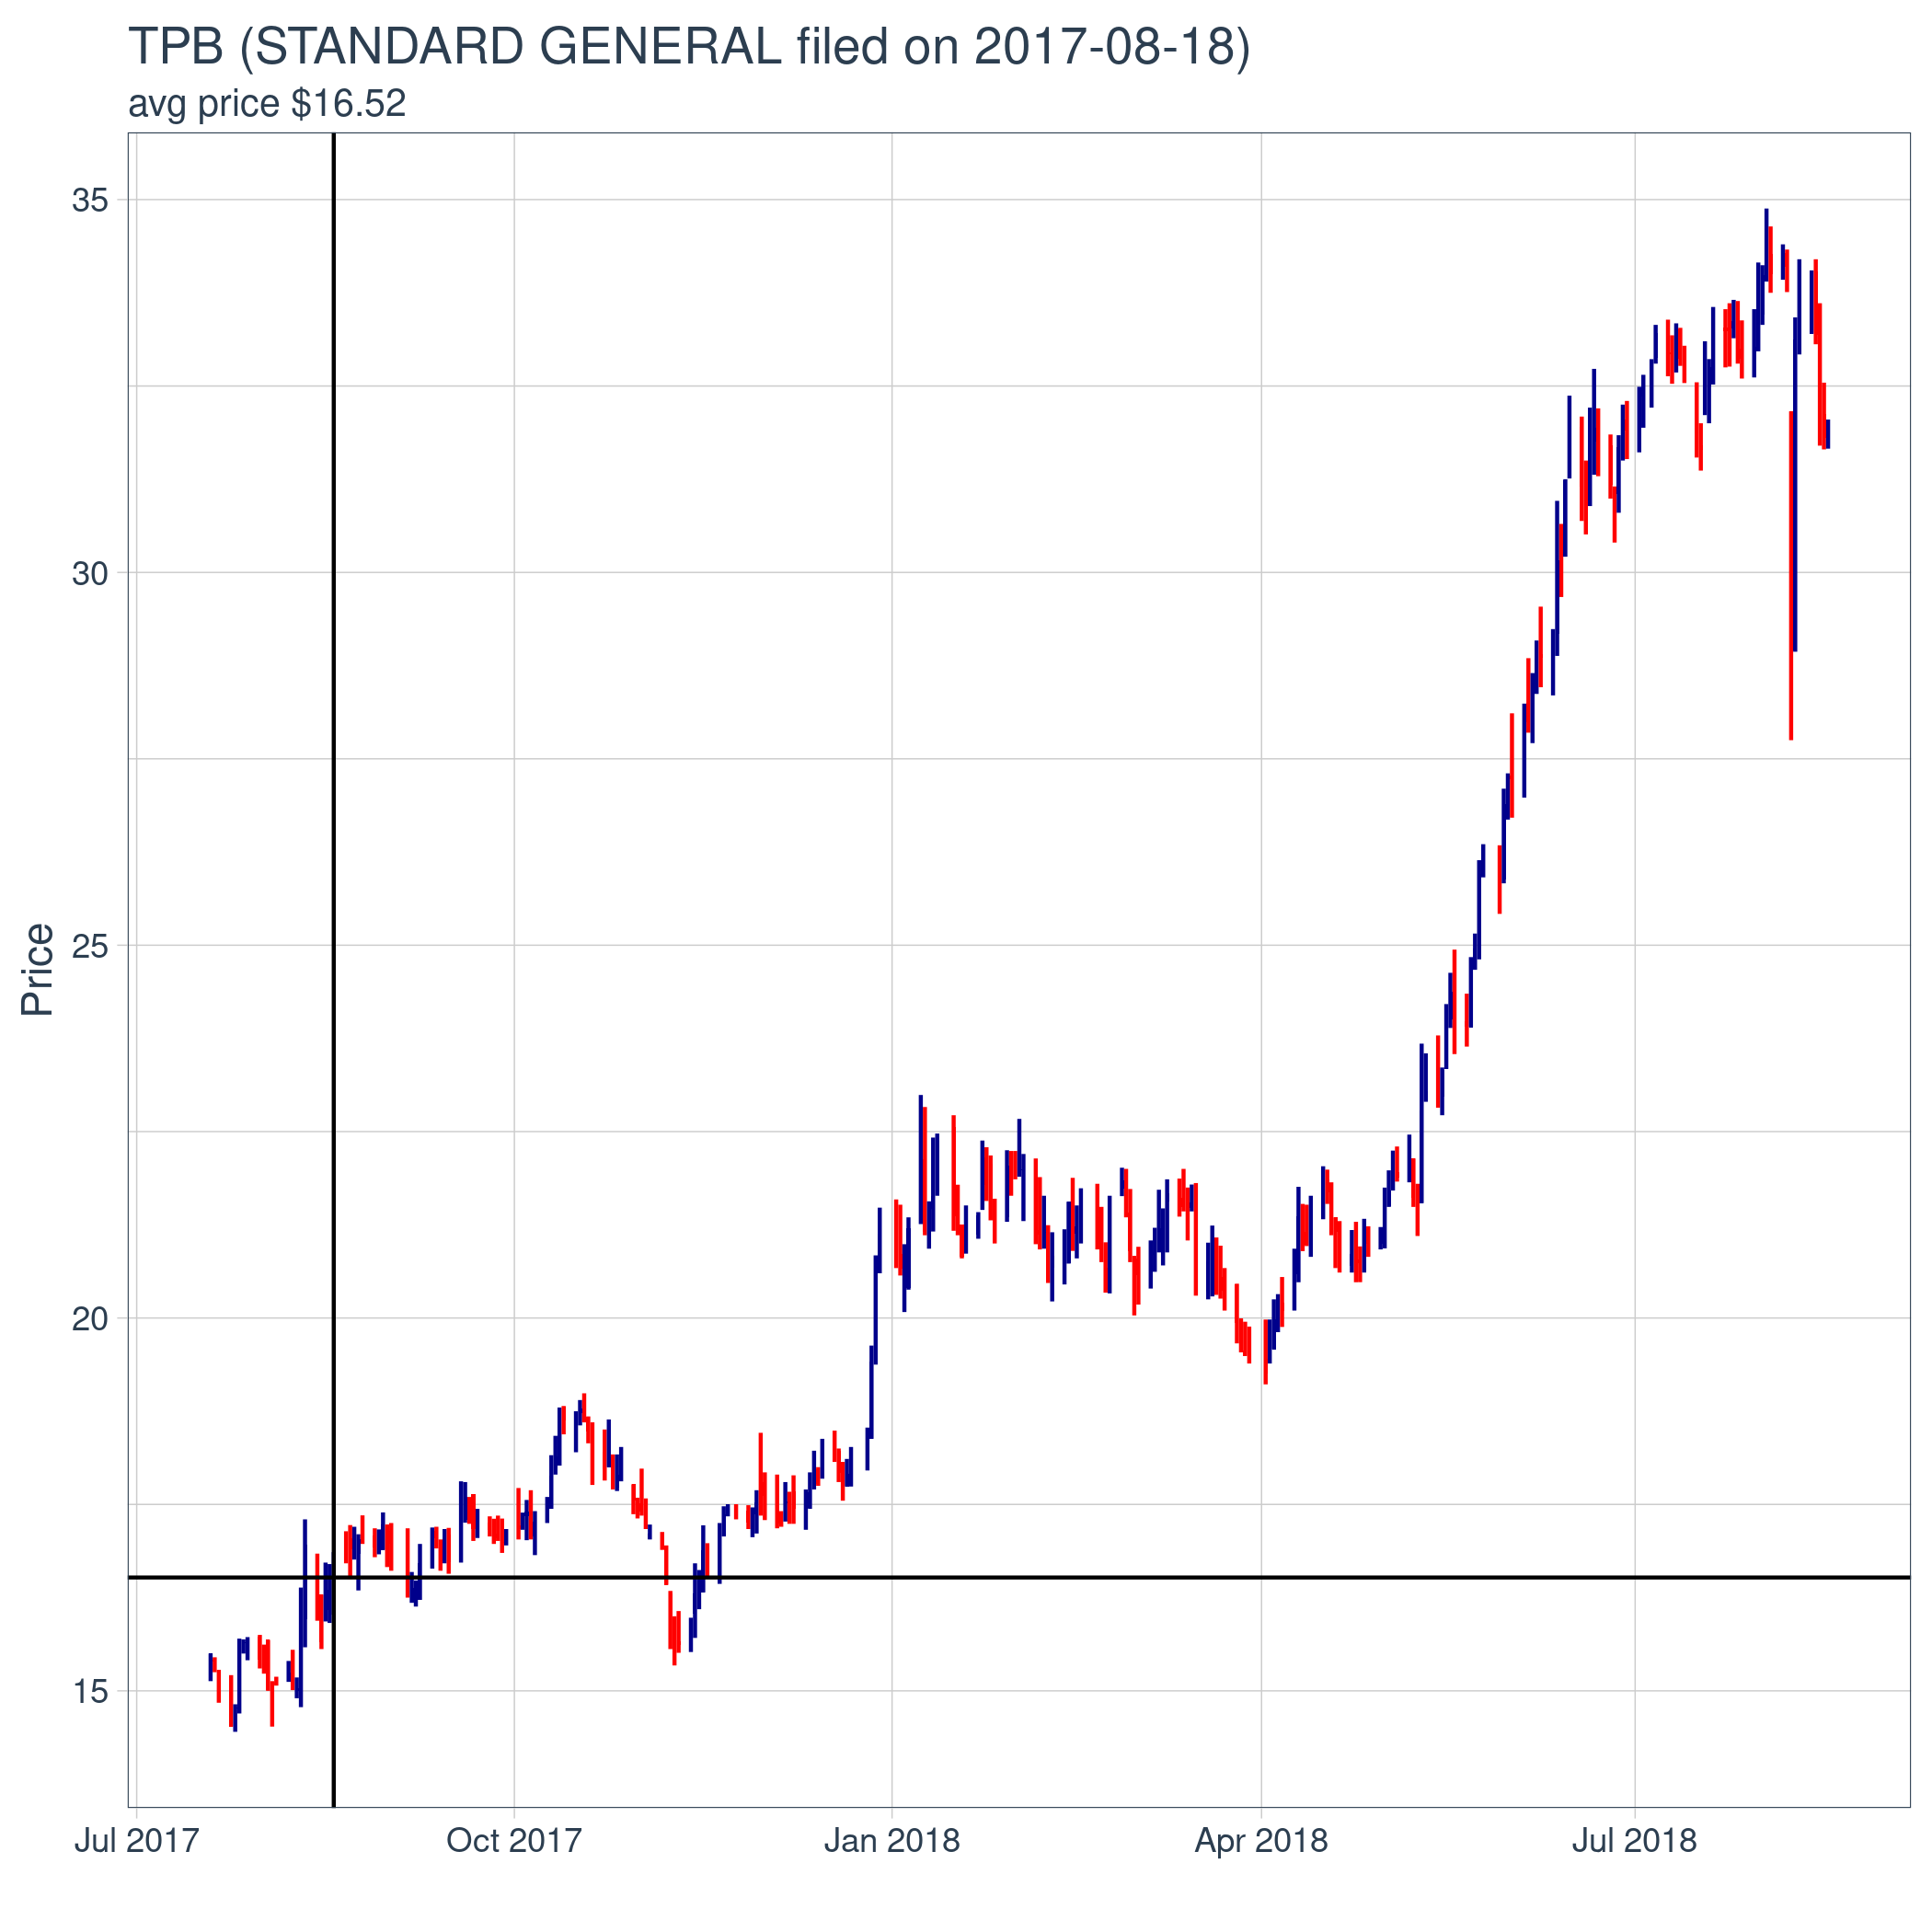 TPB (STANDARD GENERAL filed on 2017-08-18)
avg price $16.52
35
30
25
20
15
Price
Jul 2017
Oct 2017
Jan 2018
Apr 2018
Jul 2018